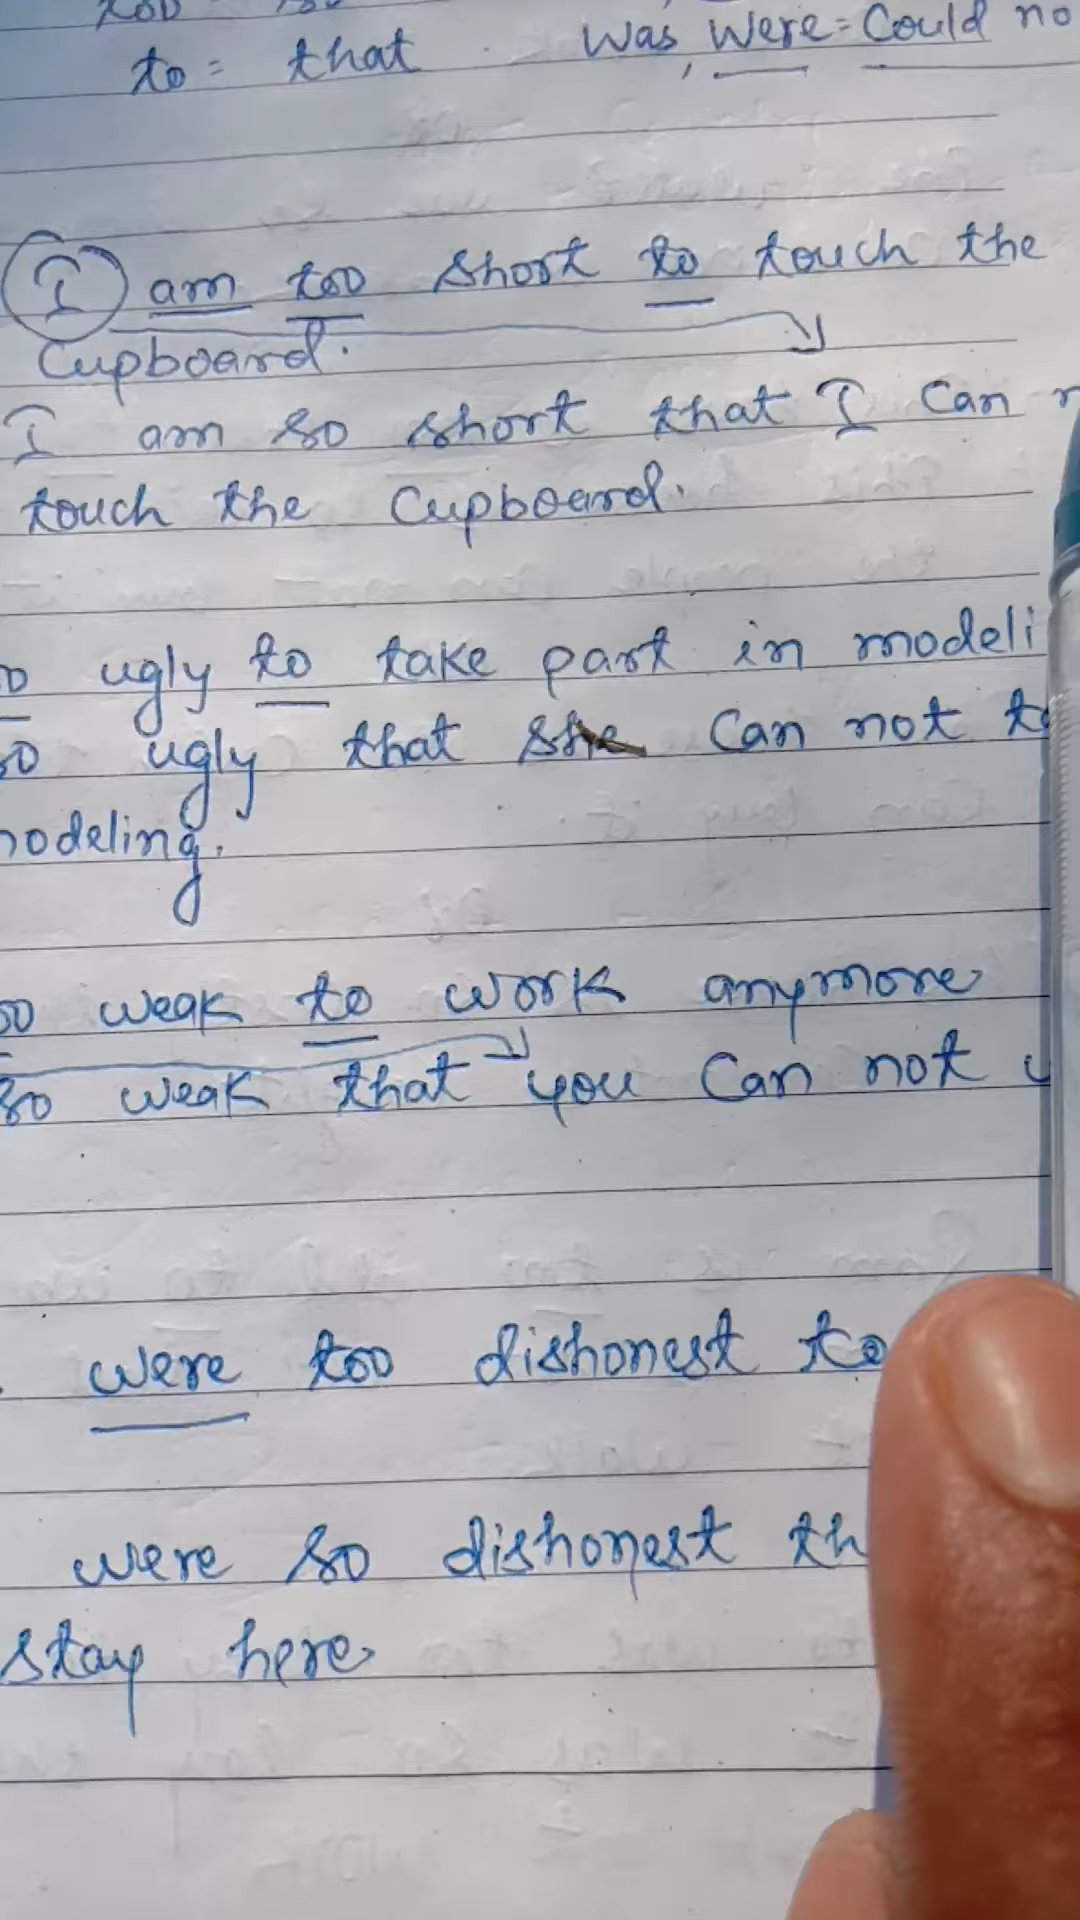 to = that Was, Were = Could no
I am too short to touch the
Cupboard.
I am so short that I can
touch the Cupboard.
ugly to take part in modeli
so ugly that she Can not t
modeling.
weak to work anymore
so weak that you Can not
were too dishonest to
were so dishonest th
stay here